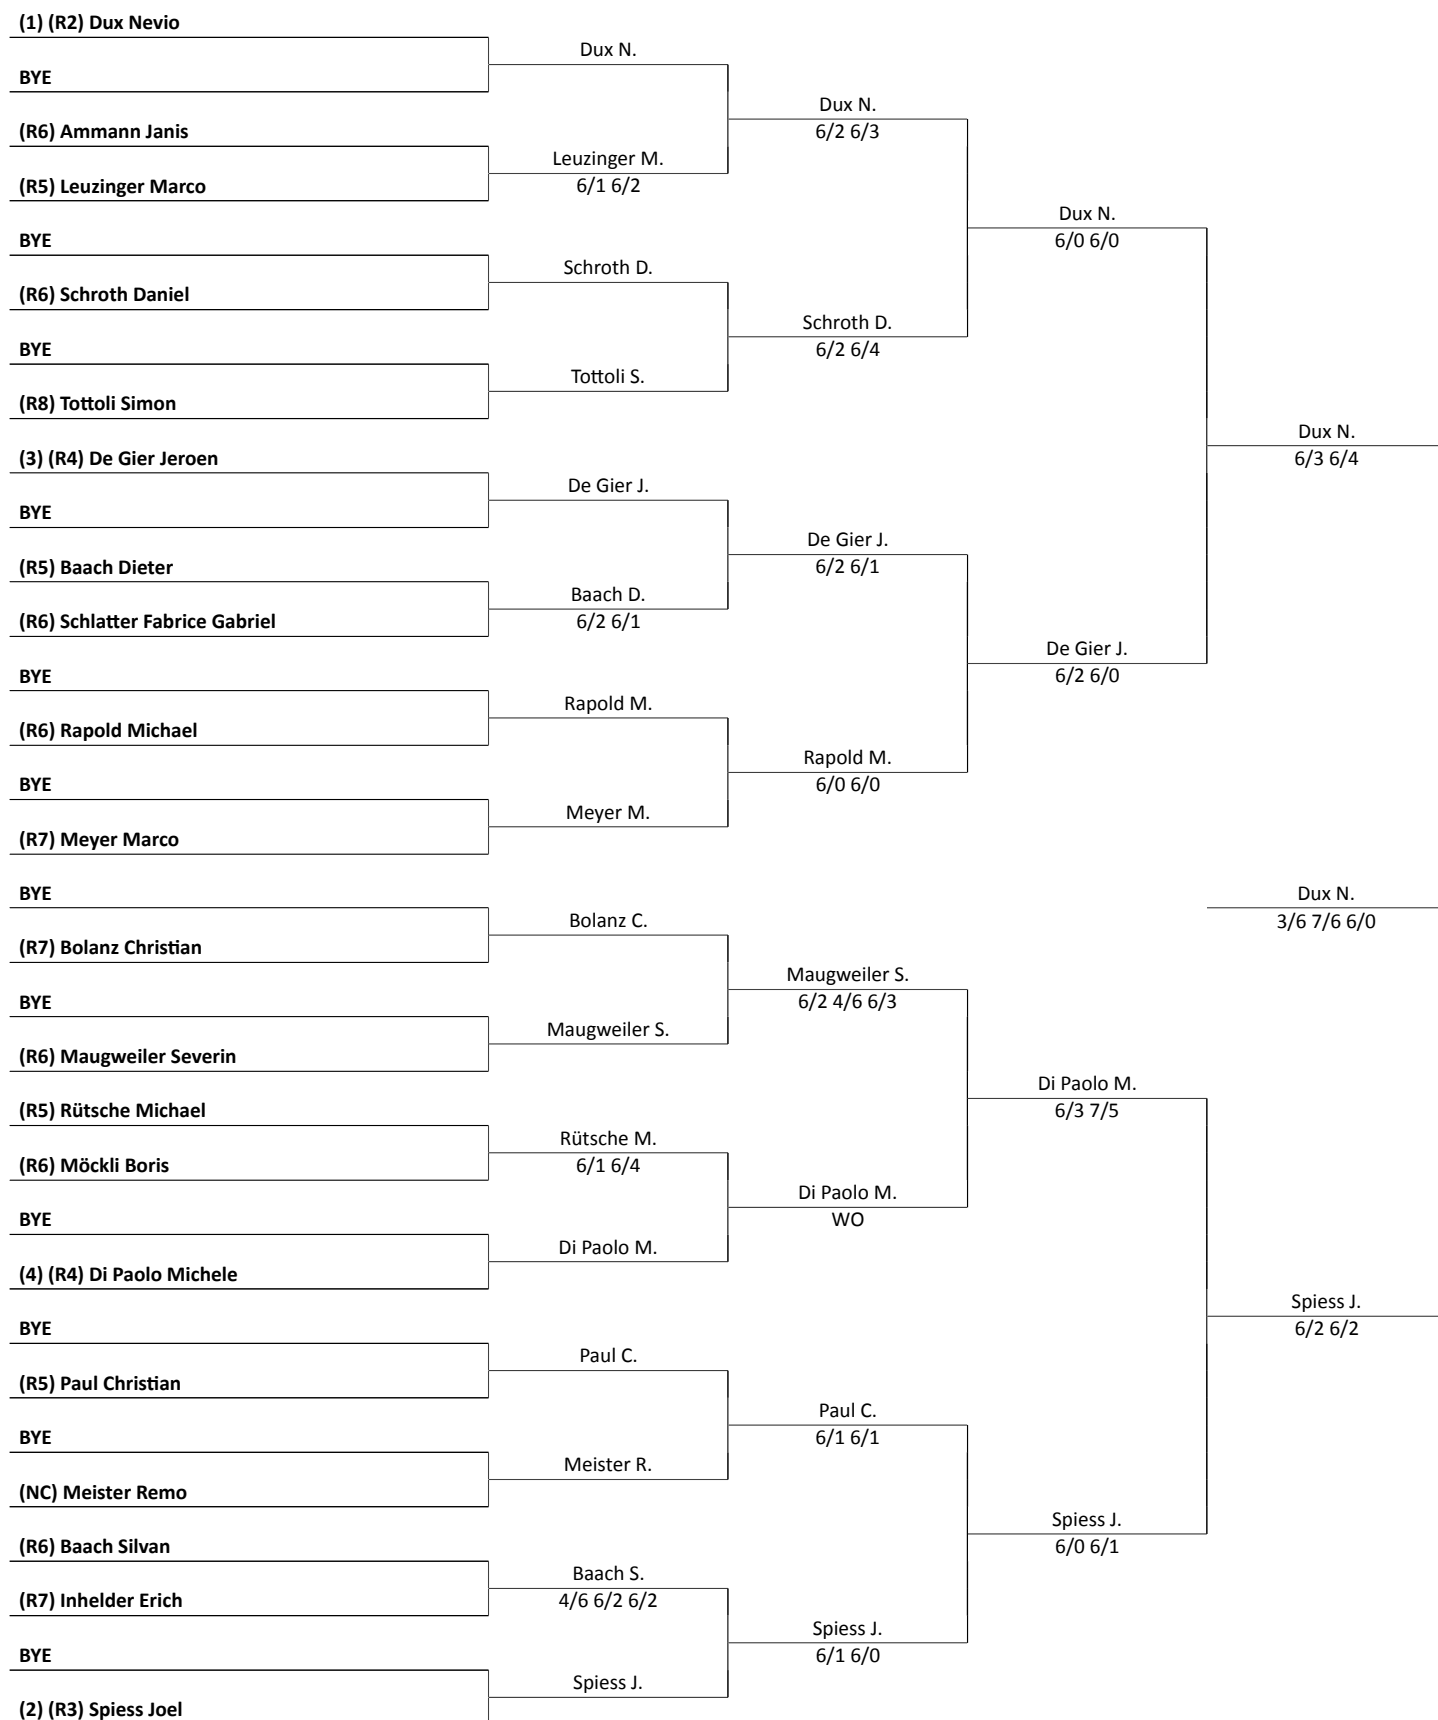 (1) (R2) Dux Nevio
BYE
(R6) Ammann Janis
(R5) Leuzinger Marco
BYE
(R6) Schroth Daniel
BYE
(R8) Tottoli Simon
(3) (R4) De Gier Jeroen
BYE
(R5) Baach Dieter
(R6) Schlatter Fabrice Gabriel
BYE
(R6) Rapold Michael
BYE
(R7) Meyer Marco
BYE
(R7) Bolanz Christian
BYE
(R6) Maugweiler Severin
(R5) Rütsche Michael
(R6) Möckli Boris
BYE
(4) (R4) Di Paolo Michele
BYE
(R5) Paul Christian
BYE
(NC) Meister Remo
(R6) Baach Silvan
(R7) Inhelder Erich
BYE
(2) (R3) Spiess Joel
Dux N.
Leuzinger M.
6/1 6/2
Schroth D.
Tottoli S.
De Gier J.
Baach D.
6/2 6/1
Rapold M.
Meyer M.
Bolanz C.
Maugweiler S.
Rütsche M.
6/1 6/4
Di Paolo M.
Paul C.
Meister R.
Baach S.
4/6 6/2 6/2
Spiess J.
Dux N.
6/2 6/3
Schroth D.
6/2 6/4
De Gier J.
6/2 6/1
Rapold M.
6/0 6/0
Maugweiler S.
6/2 4/6 6/3
Di Paolo M.
WO
Paul C.
6/1 6/1
Spiess J.
6/1 6/0
Dux N.
6/0 6/0
De Gier J.
6/2 6/0
Di Paolo M.
6/3 7/5
Spiess J.
6/0 6/1
Dux N.
6/3 6/4
Dux N.
3/6 7/6 6/0
Spiess J.
6/2 6/2